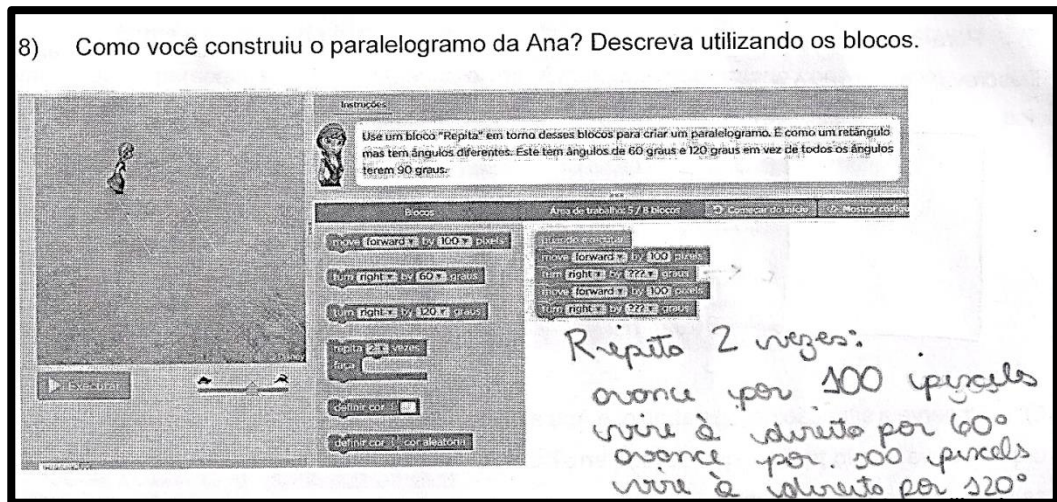 8) Como você construiu o paralelogramo da Ana? Descreva utilizando os blocos.
Instruções
Use um bloco "Repita" em torno desses blocos para criar um paralelogramo. É como um retângulo
mas tem ângulos diferentes. Este tem ângulos de 60 graus e 120 graus em vez de todos os ângulos
terem 90 graus.
Blocos
Área de trabalho: 5 / 8 blocos
Começar do início
Mostrar código
move forward by 100 pixels
turn right by 60 graus
turn right by 120 graus
repita 2 vezes
faça
definir cor
definir cor cor aleatória
quando executar
move forward by 100 pixels
turn right by ??? graus
move forward by 100 pixels
turn right by ??? graus
© Disney
Executar
Repita 2 vezes:
avance por 100 pixcels
vire à direita por 60°
avance por 100 pixcels
vire a direita por 120°